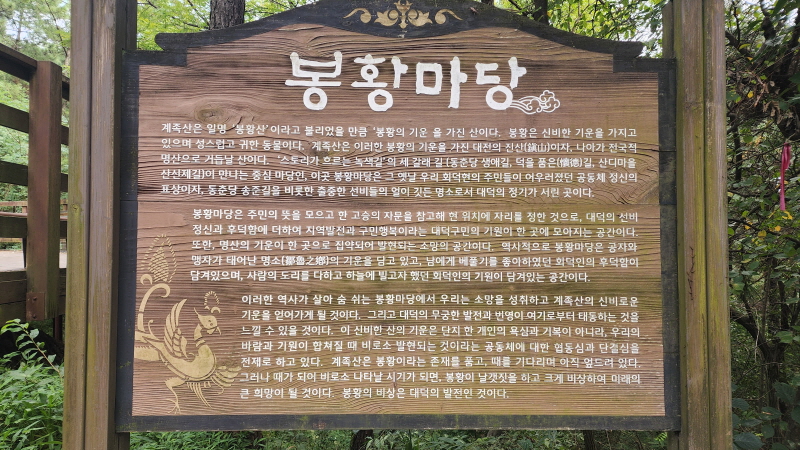 봉황마당
계족산은 일명 '봉황산'이라고 불리었을 만큼 '봉황의 기운 을 가진 산이다. 봉황은 신비한 기운을 가지고
있으며 성스럽고 귀한 동물이다. 계족산은 이러한 봉황의 기운을 가진 대전의 진산(鎭山)이자, 나아가 전국적
명산으로 거듭날 산이다. '스토리가 흐르는 녹색길'의 세 갈래 길(동춘당 생애길, 덕을 품은(懷德)길, 산디마을
산신제길)이 만나는 중심 마당인, 이곳 봉황마당은 그 옛날 우리 회덕현의 주민들이 어우러졌던 공동체 정신의
표상이자, 동춘당 송준길을 비롯한 출중한 선비들의 얼이 깃든 명소로서 대덕의 정기가 서린 곳이다.
봉황마당은 주민의 뜻을 모으고 한 고승의 자문을 참고해 현 위치에 자리를 정한 것으로, 대덕의 선비
정신과 후덕함에 더하여 지역발전과 구민행복이라는 대덕구민의 기원이 한 곳에 모아지는 공간이다.
또한, 명산의 기운이 한 곳으로 집약되어 발현되는 소망의 공간이다. 역사적으로 봉황마당은 공자와
맹자가 태어난 명소(鄒魯之鄕)의 기운을 담고 있고, 남에게 베풀기를 좋아하였던 회덕인의 후덕함이
담겨있으며, 사람의 도리를 다하고 하늘에 빌고자 했던 회덕인의 기원이 담겨있는 공간이다.
이러한 역사가 살아 숨 쉬는 봉황마당에서 우리는 소망을 성취하고 계족산의 신비로운
기운을 얻어가게 될 것이다. 그리고 대덕의 무궁한 발전과 번영이 여기로부터 태동하는 것을
느낄 수 있을 것이다. 이 신비한 산의 기운은 단지 한 개인의 욕심과 기복이 아니라, 우리의
바람과 기원이 합쳐질 때 비로소 발현되는 것이라는 공동체에 대한 협동심과 단결심을
전제로 하고 있다. 계족산은 봉황이라는 존재를 품고, 때를 기다리며 아직 엎드려 있다.
그러나 때가 되어 비로소 나타날 시기가 되면, 봉황이 날갯짓을 하고 크게 비상하여 미래의
큰 희망이 될 것이다. 봉황의 비상은 대덕의 발전인 것이다.